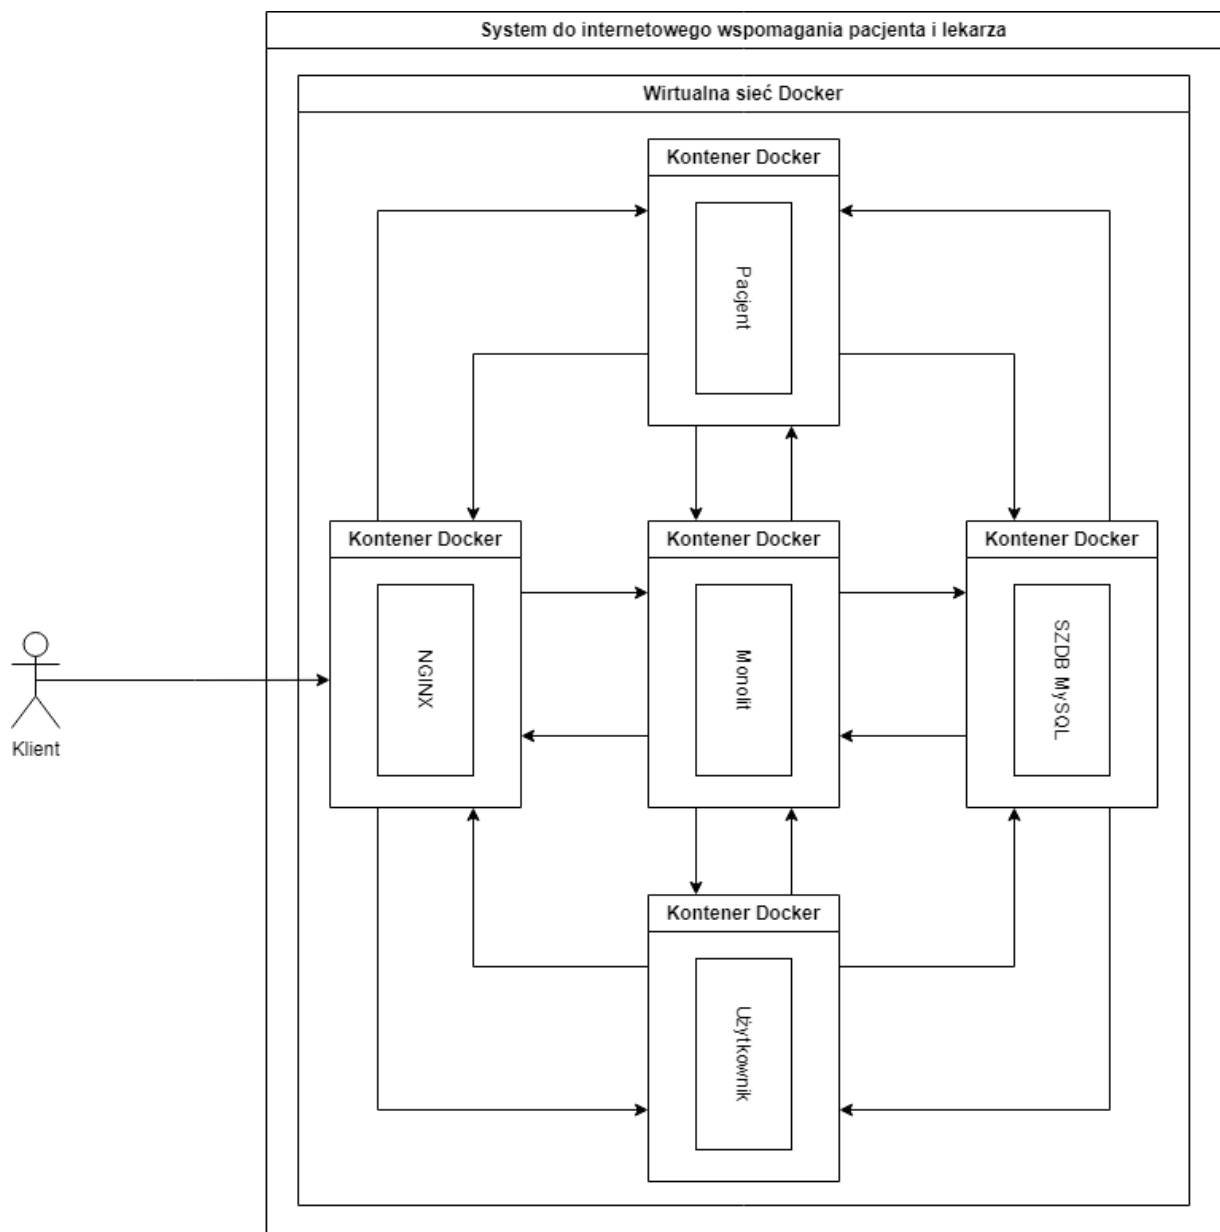 System do internetowego wspomagania pacjenta i lekarza
Wirtualna sieć Docker
Kontener Docker
Pacjent
Kontener Docker
NGINX
Kontener Docker
Monolit
Kontener Docker
SZDB MySQL
Klient
Kontener Docker
Użytkownik